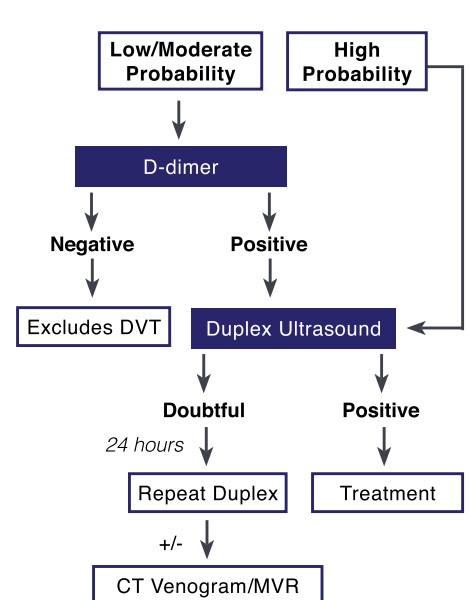 Low/Moderate
Probability
High
Probability
D-dimer
Negative
Positive
Excludes DVT
Duplex Ultrasound
Doubtful
Positive
24 hours
Repeat Duplex
Treatment
+/-
CT Venogram/MVR